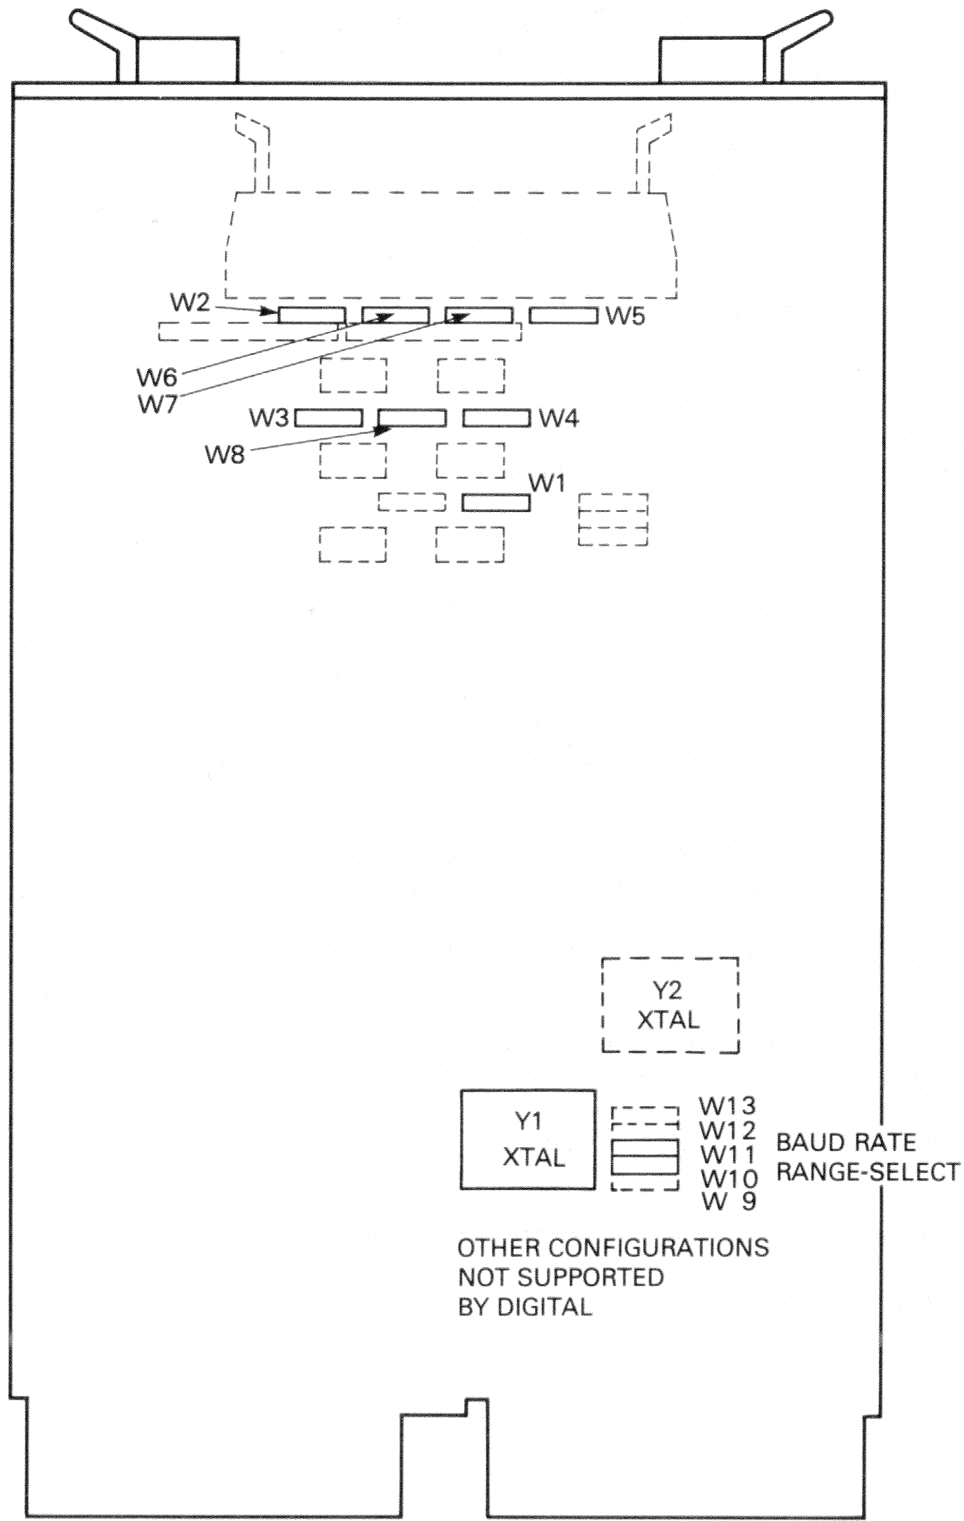 W2
W5
W6
W7
W3
W4
W8
W1
Y2
XTAL
Y1
XTAL
W13
W12
W11
W10
W 9
BAUD RATE
RANGE-SELECT
OTHER CONFIGURATIONS
NOT SUPPORTED
BY DIGITAL